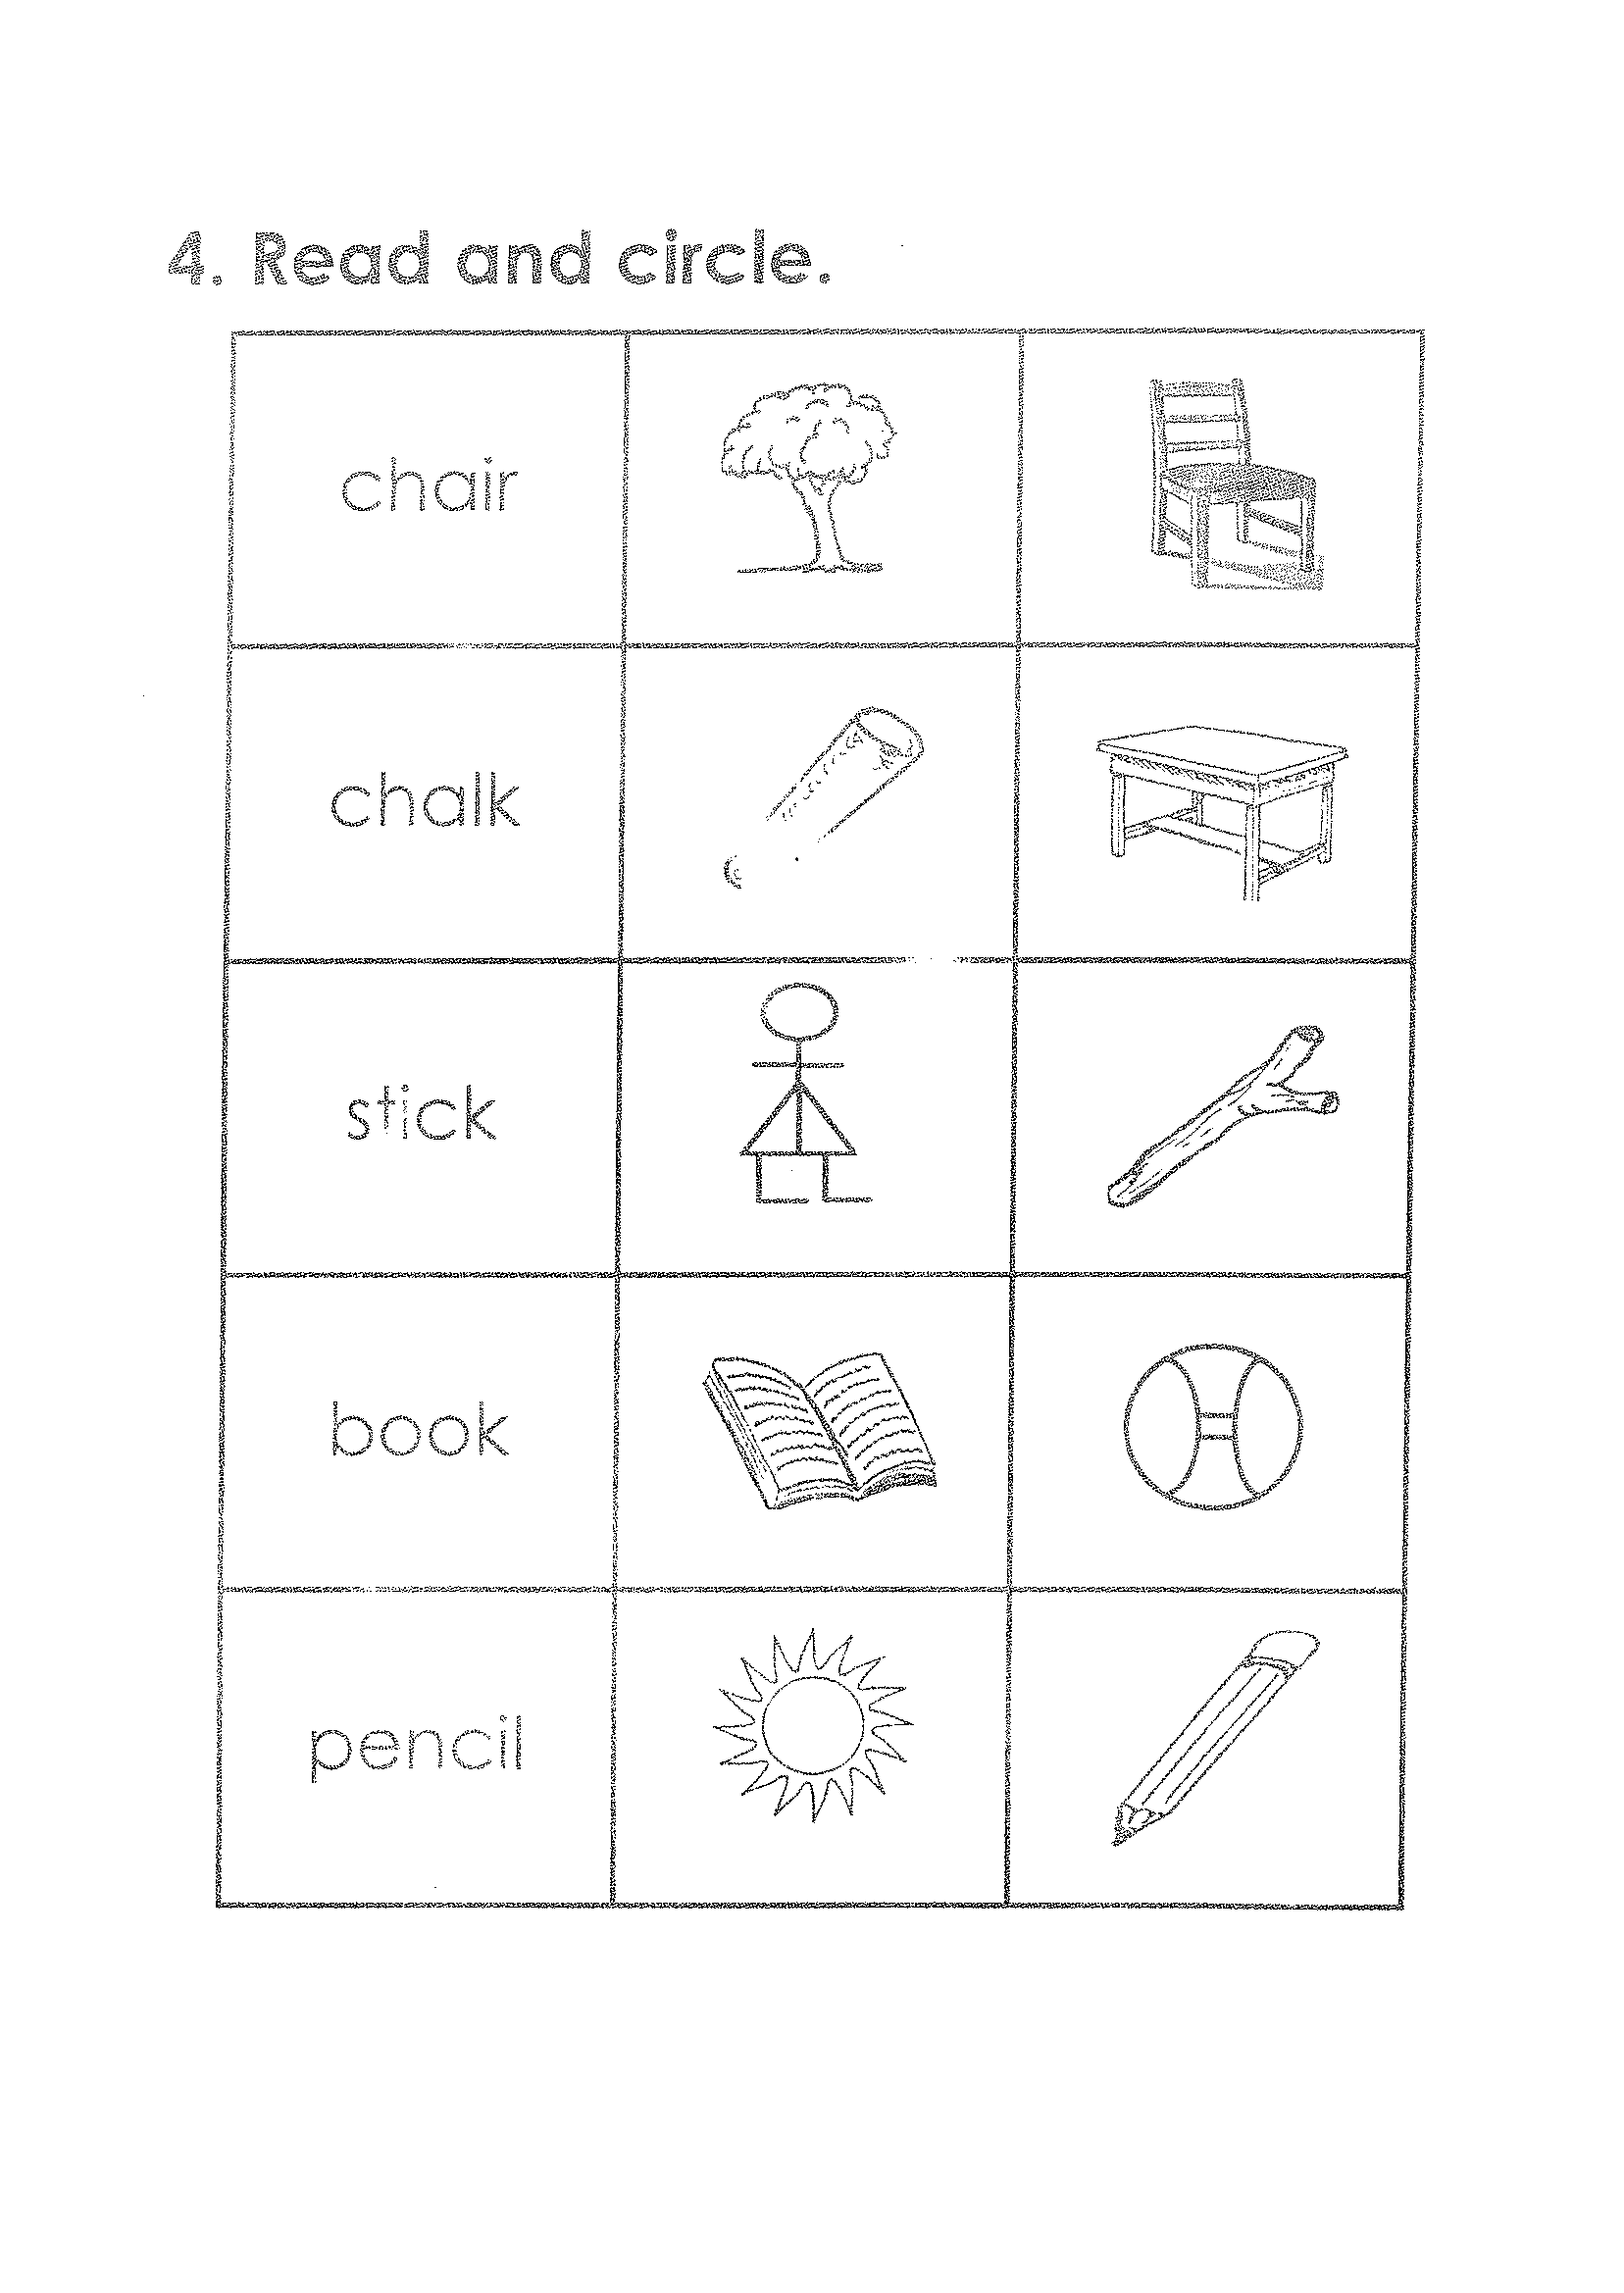 4. Read and circle.
chair
chalk
stick
book
pencil